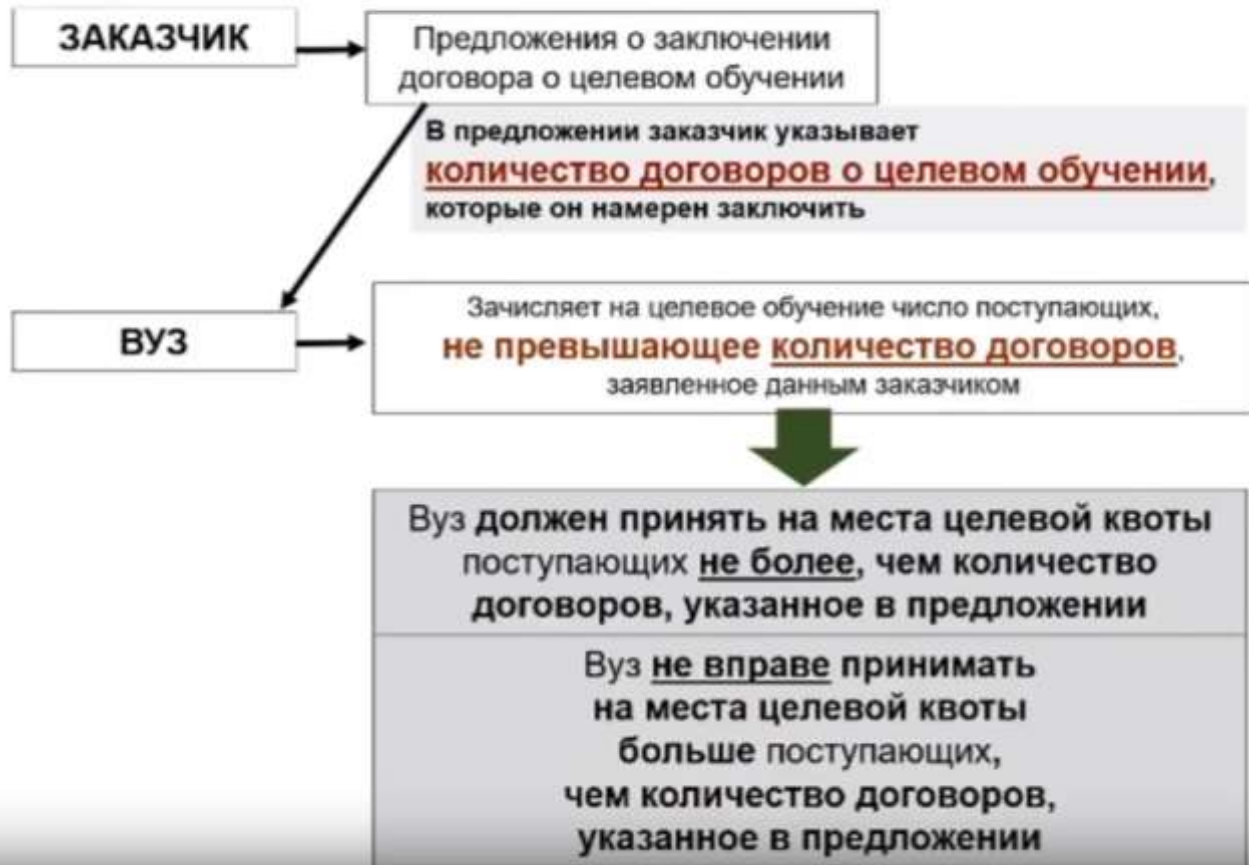 ЗАКАЗЧИК
Предложения о заключении
договора о целевом обучении
В предложении заказчик указывает
количество договоров о целевом обучении,
которые он намерен заключить
ВУЗ
Зачисляет на целевое обучение число поступающих,
не превышающее количество договоров,
заявленное данным заказчиком
Вуз должен принять на места целевой квоты
поступающих не более, чем количество
договоров, указанное в предложении
Вуз не вправе принимать
на места целевой квоты
больше поступающих,
чем количество договоров,
указанное в предложении